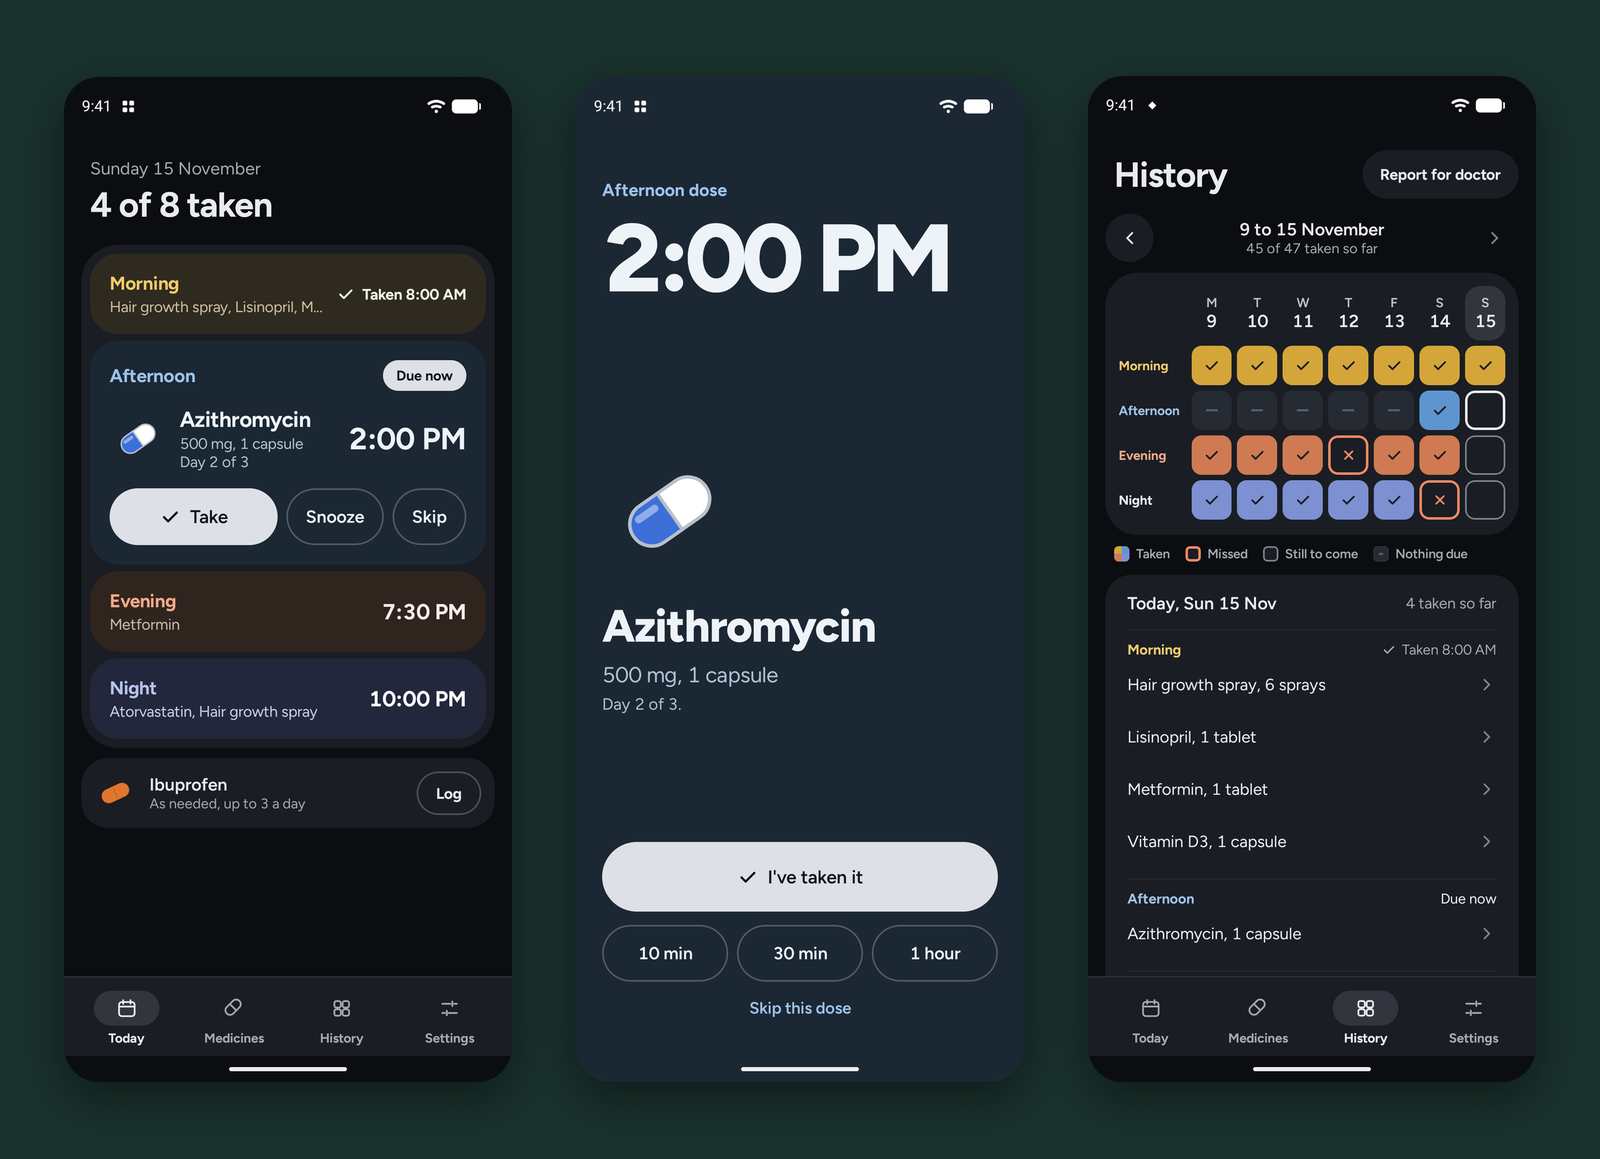 9:41
Sunday 15 November
4 of 8 taken
Morning
Hair growth spray, Lisinopril, M...
Taken 8:00 AM
Afternoon
Due now
Azithromycin
500 mg, 1 capsule
Day 2 of 3
2:00 PM
Take
Snooze
Skip
Evening
Metformin
7:30 PM
Night
Atorvastatin, Hair growth spray
10:00 PM
Ibuprofen
As needed, up to 3 a day
Log
Today
Medicines
History
Settings
9:41
Afternoon dose
2:00 PM
Azithromycin
500 mg, 1 capsule
Day 2 of 3.
I've taken it
10 min
30 min
1 hour
Skip this dose
9:41
History
Report for doctor
9 to 15 November
45 of 47 taken so far
M T W T F S S
9 10 11 12 13 14 15
Morning
Afternoon
Evening
Night
Taken
Missed
Still to come
Nothing due
Today, Sun 15 Nov
4 taken so far
Morning
Taken 8:00 AM
Hair growth spray, 6 sprays
Lisinopril, 1 tablet
Metformin, 1 tablet
Vitamin D3, 1 capsule
Afternoon
Due now
Azithromycin, 1 capsule
Today
Medicines
History
Settings